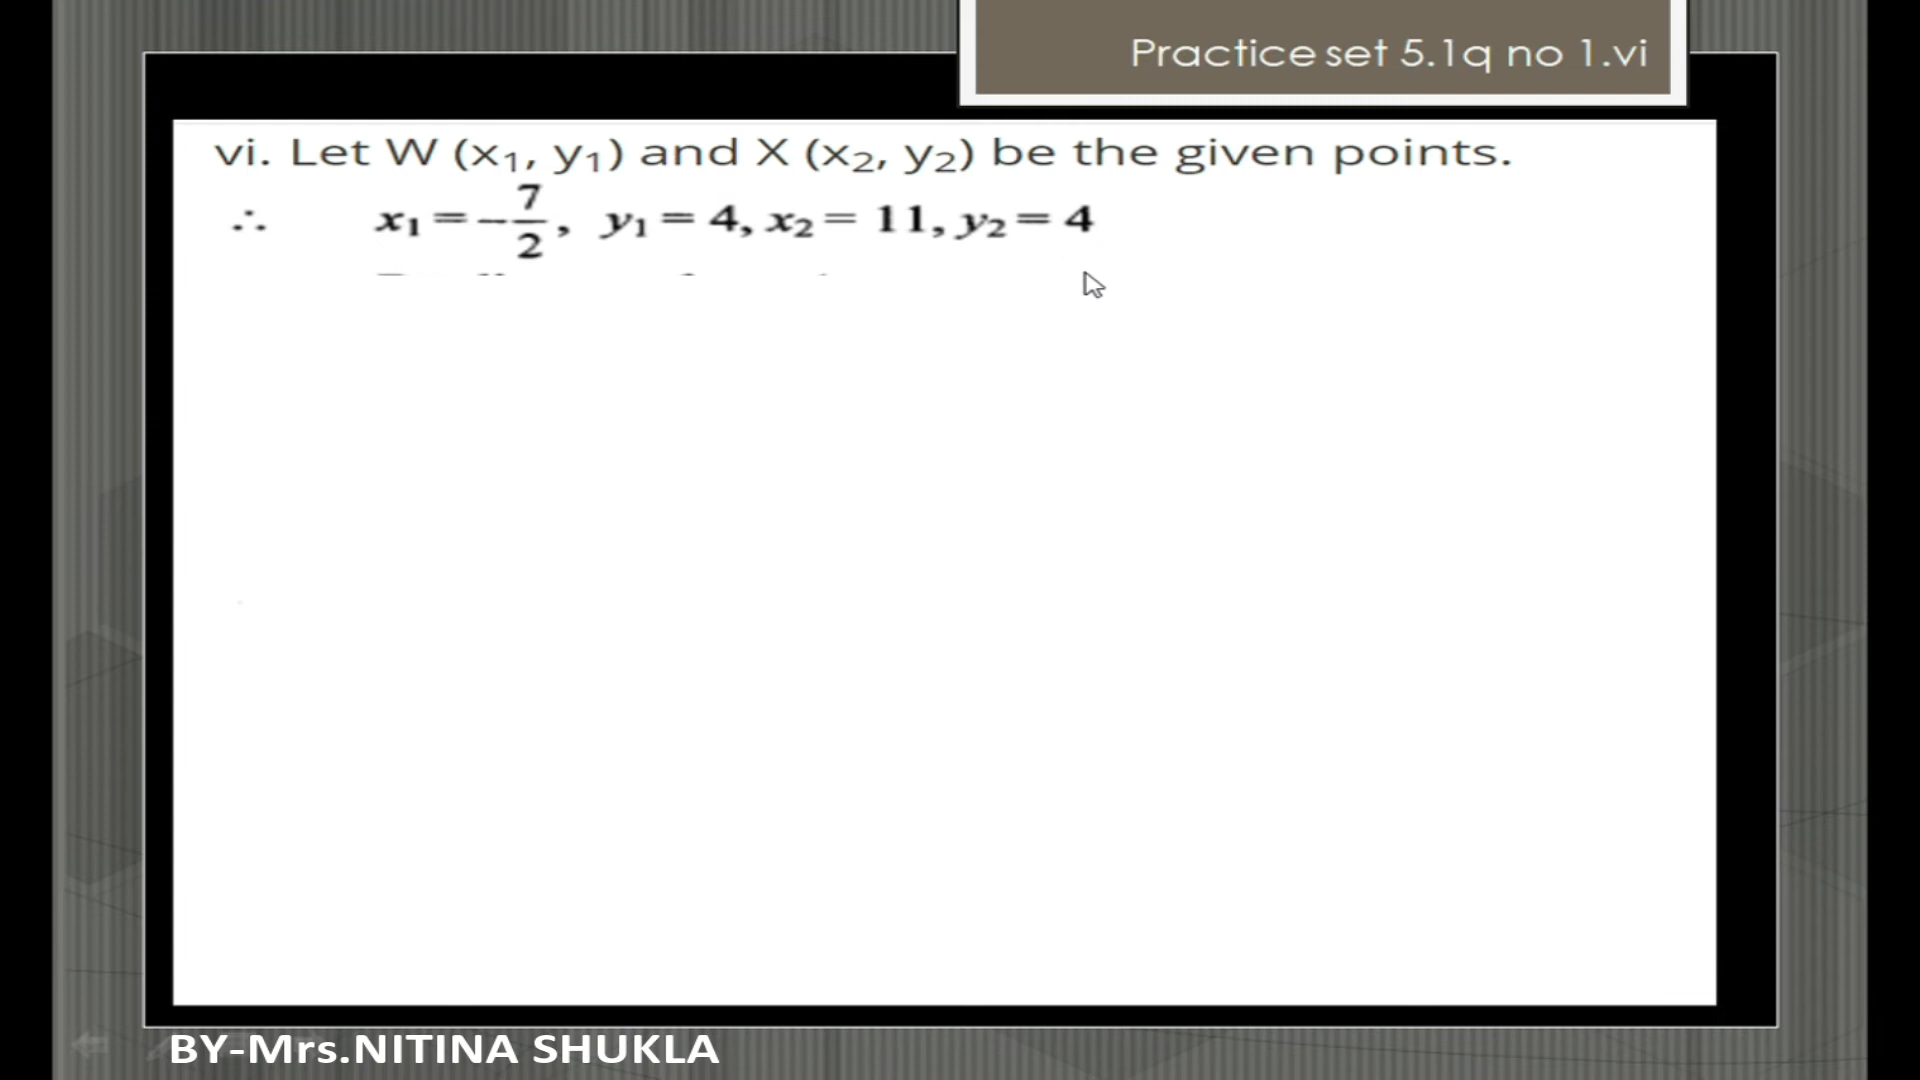 Practice set 5.1q no 1.vi
vi. Let W (x₁, y₁) and X (x₂, y₂) be the given points.
∴ x₁ = -7/2, y₁ = 4, x₂ = 11, y₂ = 4
BY-Mrs.NITINA SHUKLA